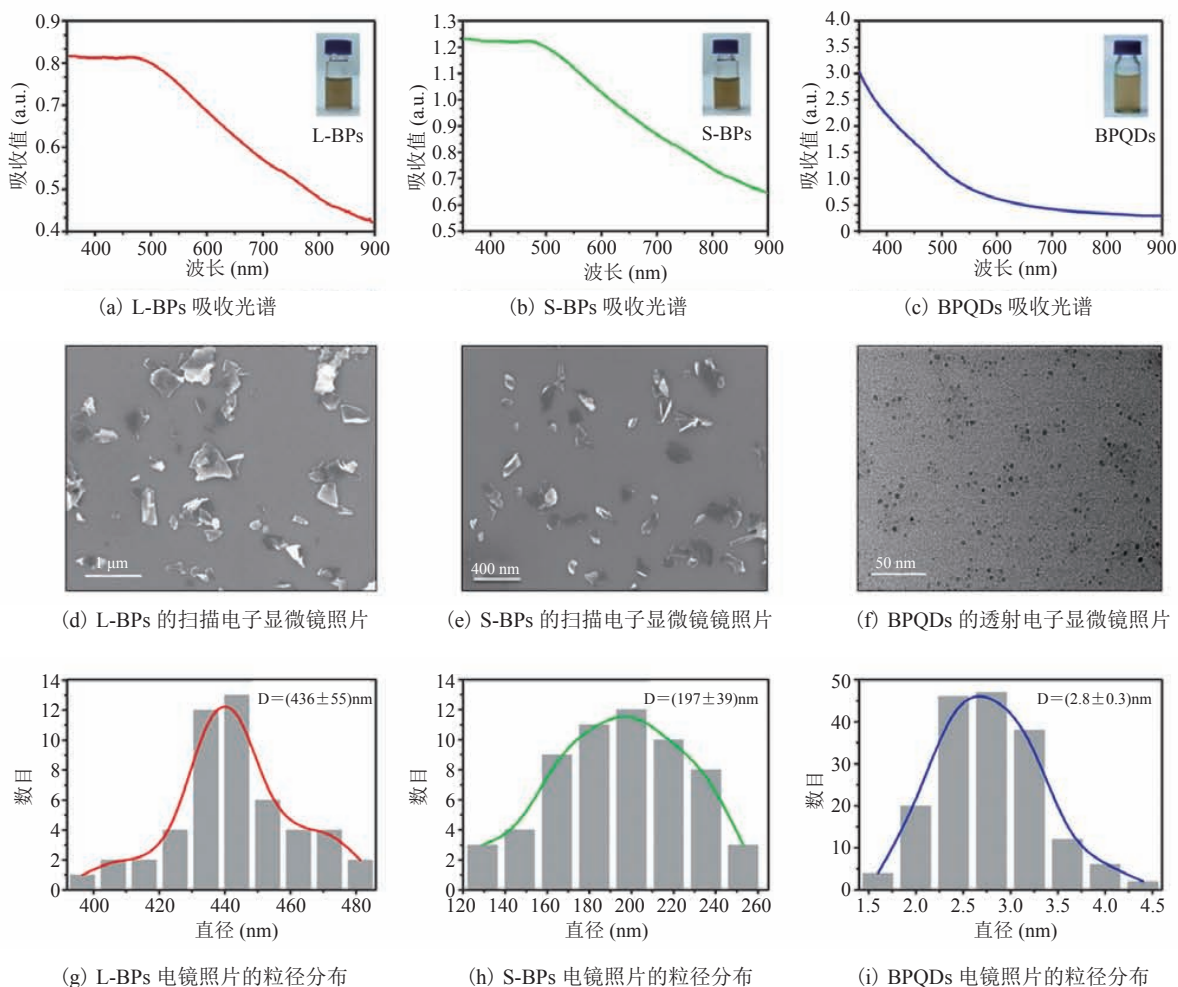 0.9
0.8
0.7
0.6
0.5
0.4
吸收值 (a.u.)
L-BPs
400 500 600 700 800 900
波长 (nm)
(a) L-BPs 吸收光谱
1.3
1.2
1.1
1.0
0.9
0.8
0.7
0.6
0.5
吸收值 (a.u.)
S-BPs
400 500 600 700 800 900
波长 (nm)
(b) S-BPs 吸收光谱
4.0
3.5
3.0
2.5
2.0
1.5
1.0
0.5
0
吸收值 (a.u.)
BPQDs
400 500 600 700 800 900
波长 (nm)
(c) BPQDs 吸收光谱
1 μm
(d) L-BPs 的扫描电子显微镜照片
400 nm
(e) S-BPs 的扫描电子显微镜镜照片
50 nm
(f) BPQDs 的透射电子显微镜照片
14
12
10
8
6
4
2
0
数目
D=(436±55)nm
400 420 440 460 480
直径 (nm)
(g) L-BPs 电镜照片的粒径分布
14
12
10
8
6
4
2
0
数目
D=(197±39)nm
120 140 160 180 200 220 240 260
直径 (nm)
(h) S-BPs 电镜照片的粒径分布
50
40
30
20
10
0
数目
D=(2.8±0.3)nm
1.5 2.0 2.5 3.0 3.5 4.0 4.5
直径 (nm)
(i) BPQDs 电镜照片的粒径分布